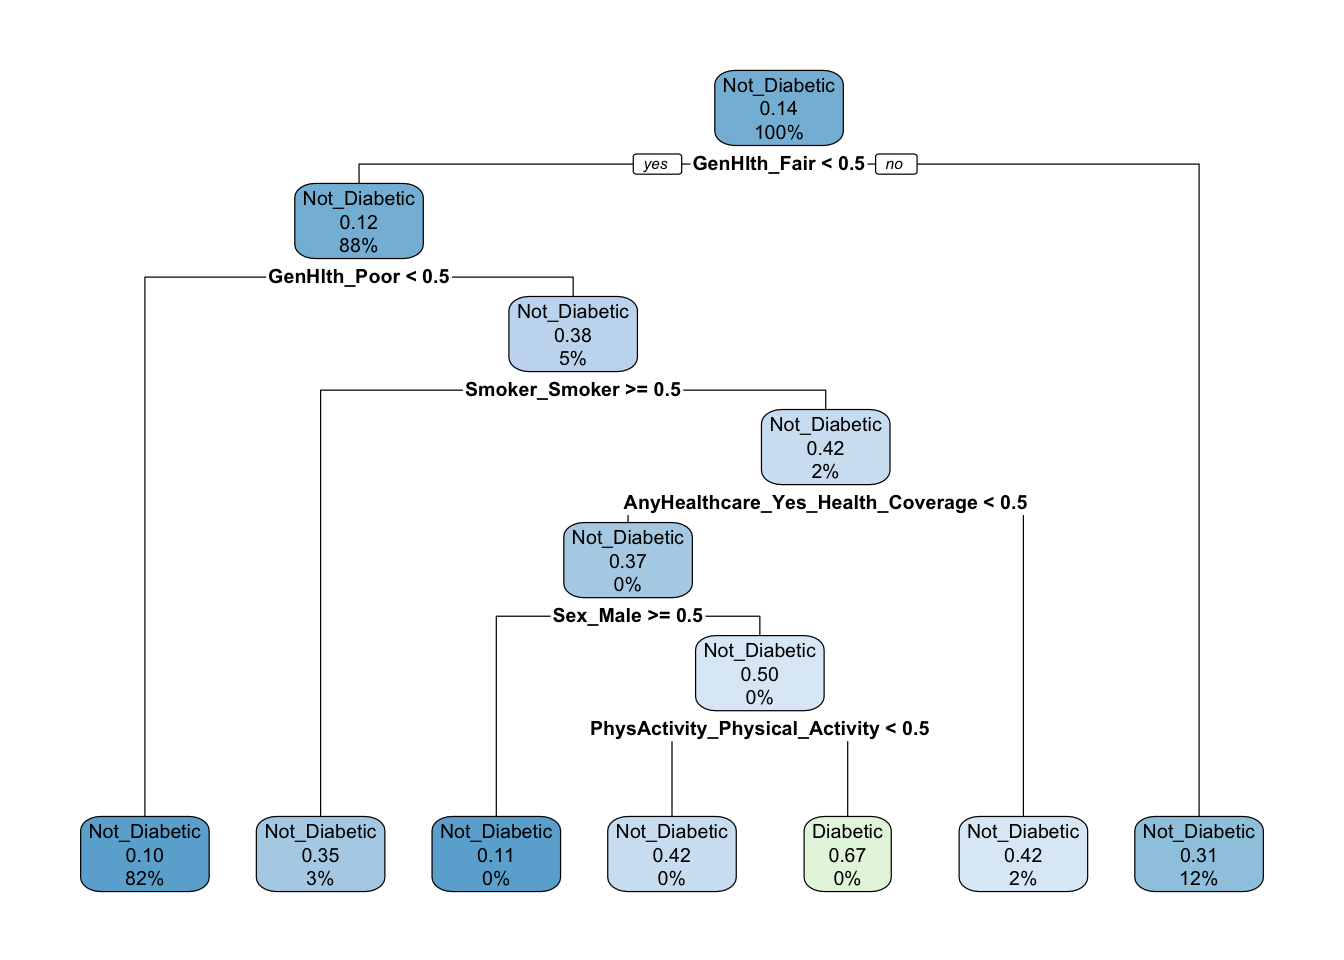 Not_Diabetic
0.14
100%
yes
GenHlth_Fair < 0.5
no
Not_Diabetic
0.12
88%
GenHlth_Poor < 0.5
Not_Diabetic
0.38
5%
Smoker_Smoker >= 0.5
Not_Diabetic
0.42
2%
AnyHealthcare_Yes_Health_Coverage < 0.5
Not_Diabetic
0.37
0%
Sex_Male >= 0.5
Not_Diabetic
0.50
0%
PhysActivity_Physical_Activity < 0.5
Not_Diabetic
0.10
82%
Not_Diabetic
0.35
3%
Not_Diabetic
0.11
0%
Not_Diabetic
0.42
0%
Diabetic
0.67
0%
Not_Diabetic
0.42
2%
Not_Diabetic
0.31
12%